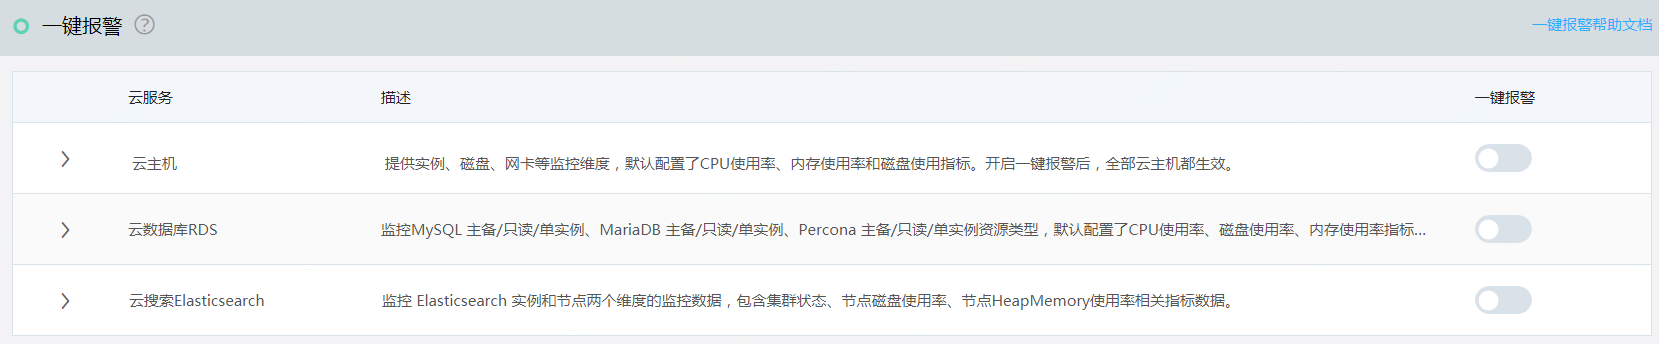 一键报警 ?
一键报警帮助文档
云服务 描述 一键报警
云主机 提供实例、磁盘、网卡等监控维度，默认配置了CPU使用率、内存使用率和磁盘使用指标。开启一键报警后，全部云主机都生效。
云数据库RDS 监控MySQL 主备/只读/单实例、MariaDB 主备/只读/单实例、Percona 主备/只读/单实例资源类型，默认配置了CPU使用率、磁盘使用率、内存使用率指标...
云搜索Elasticsearch 监控 Elasticsearch 实例和节点两个维度的监控数据，包含集群状态、节点磁盘使用率、节点HeapMemory使用率相关指标数据。